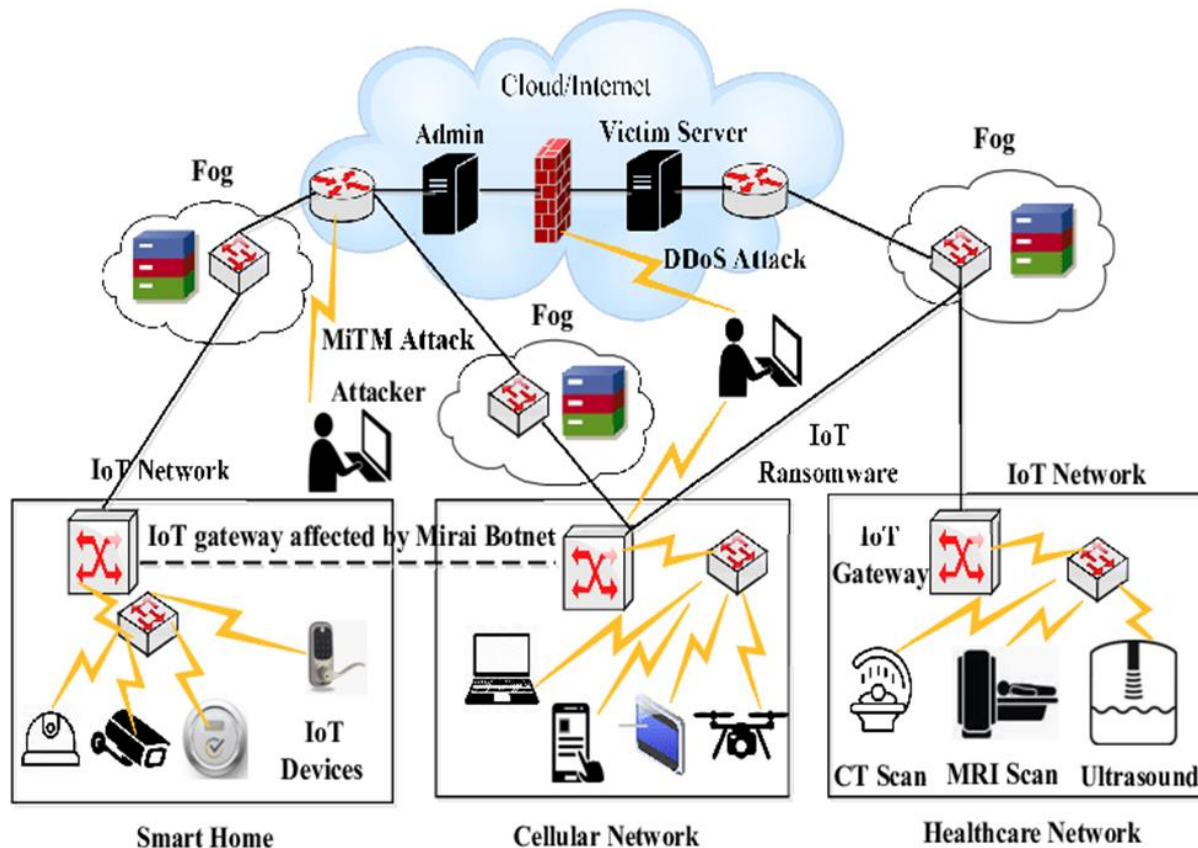 Cloud/Internet
Admin
Victim Server
Fog
Fog
DDoS Attack
Fog
MiTM Attack
Attacker
IoT
Ransomware
IoT Network
IoT Network
IoT gateway affected by Mirai Botnet
IoT
Gateway
IoT
Devices
CT Scan
MRI Scan
Ultrasound
Smart Home
Cellular Network
Healthcare Network